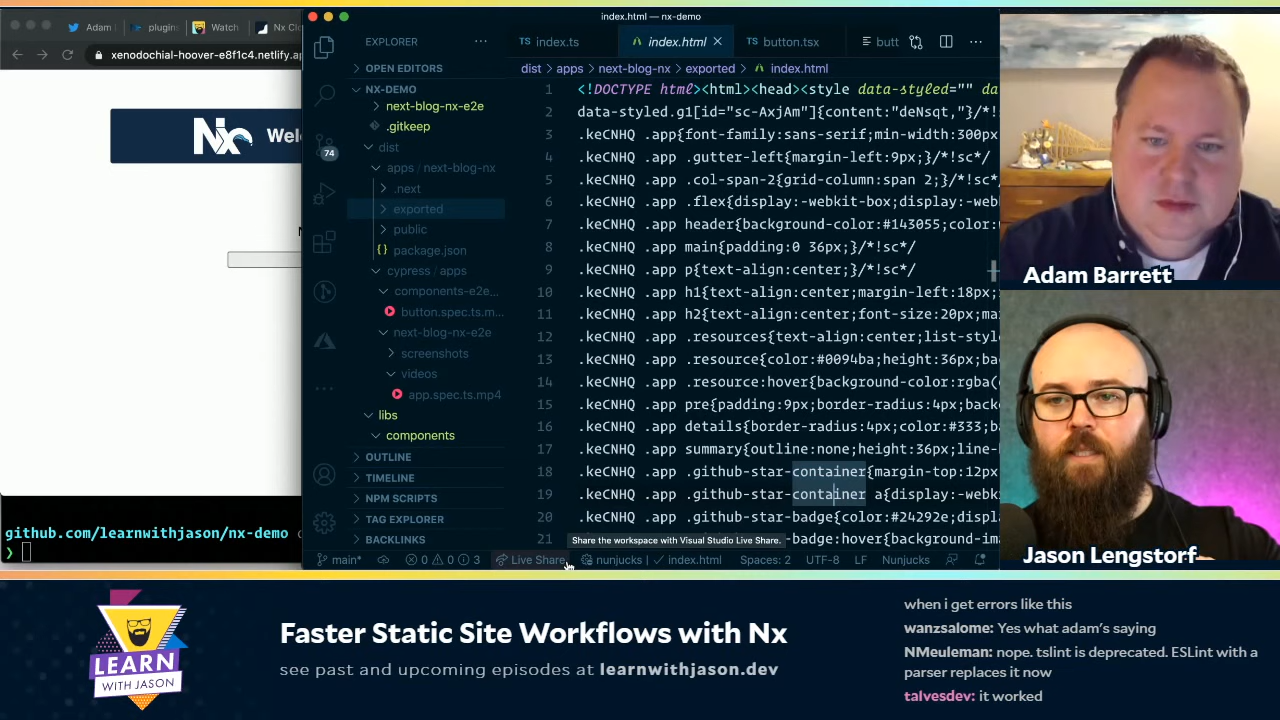 Adam
plugin
Watch
Nx Clo
xenodochial-hoover-e8f1c4.netlify.ap
Nx Welc
index.html — nx-demo
EXPLORER
OPEN EDITORS
NX-DEMO
next-blog-nx-e2e
.gitkeep
dist
apps / next-blog-nx
.next
exported
public
{} package.json
cypress / apps
components-e2e...
button.spec.ts.m...
next-blog-nx-e2e
screenshots
videos
app.spec.ts.mp4
libs
components
OUTLINE
TIMELINE
NPM SCRIPTS
TAG EXPLORER
BACKLINKS
74
TS index.ts
index.html
TS button.tsx
butt
dist > apps > next-blog-nx > exported > index.html
1 <!DOCTYPE html><html><head><style data-styled="" da
2 data-styled.g1[id="sc-AxjAm"]{content:"deNsqt,"}/*!
3 .keCNHQ .app{font-family:sans-serif;min-width:300px
4 .keCNHQ .app .gutter-left{margin-left:9px;}/*!sc*/
5 .keCNHQ .app .col-span-2{grid-column:span 2;}/*!sc*/
6 .keCNHQ .app .flex{display:-webkit-box;display:-webk
7 .keCNHQ .app header{background-color:#143055;color:
8 .keCNHQ .app main{padding:0 36px;}/*!sc*/
9 .keCNHQ .app p{text-align:center;}/*!sc*/
10 .keCNHQ .app h1{text-align:center;margin-left:18px;
11 .keCNHQ .app h2{text-align:center;font-size:20px;ma
12 .keCNHQ .app .resources{text-align:center;list-style
13 .keCNHQ .app .resource{color:#0094ba;height:36px;ba
14 .keCNHQ .app .resource:hover{background-color:rgba(
15 .keCNHQ .app pre{padding:9px;border-radius:4px;back
16 .keCNHQ .app details{border-radius:4px;color:#333;b
17 .keCNHQ .app summary{outline:none;height:36px;line-
18 .keCNHQ .app .github-star-container{margin-top:12px
19 .keCNHQ .app .github-star-container a{display:-webk
20 .keCNHQ .app .github-star-badge{color:#24292e;displ
21 -badge:hover{background-im
Share the workspace with Visual Studio Live Share.
main* 0 0 3 Live Share nunjucks | index.html Spaces: 2 UTF-8 LF Nunjucks
github.com/learnwithjason/nx-demo
❯
Adam Barrett
Jason Lengstorf
LEARN
WITH JASON
Faster Static Site Workflows with Nx
see past and upcoming episodes at learnwithjason.dev
when i get errors like this
wanzsalome: Yes what adam's saying
NMeuleman: nope. tslint is deprecated. ESLint with a
parser replaces it now
talvesdev: it worked